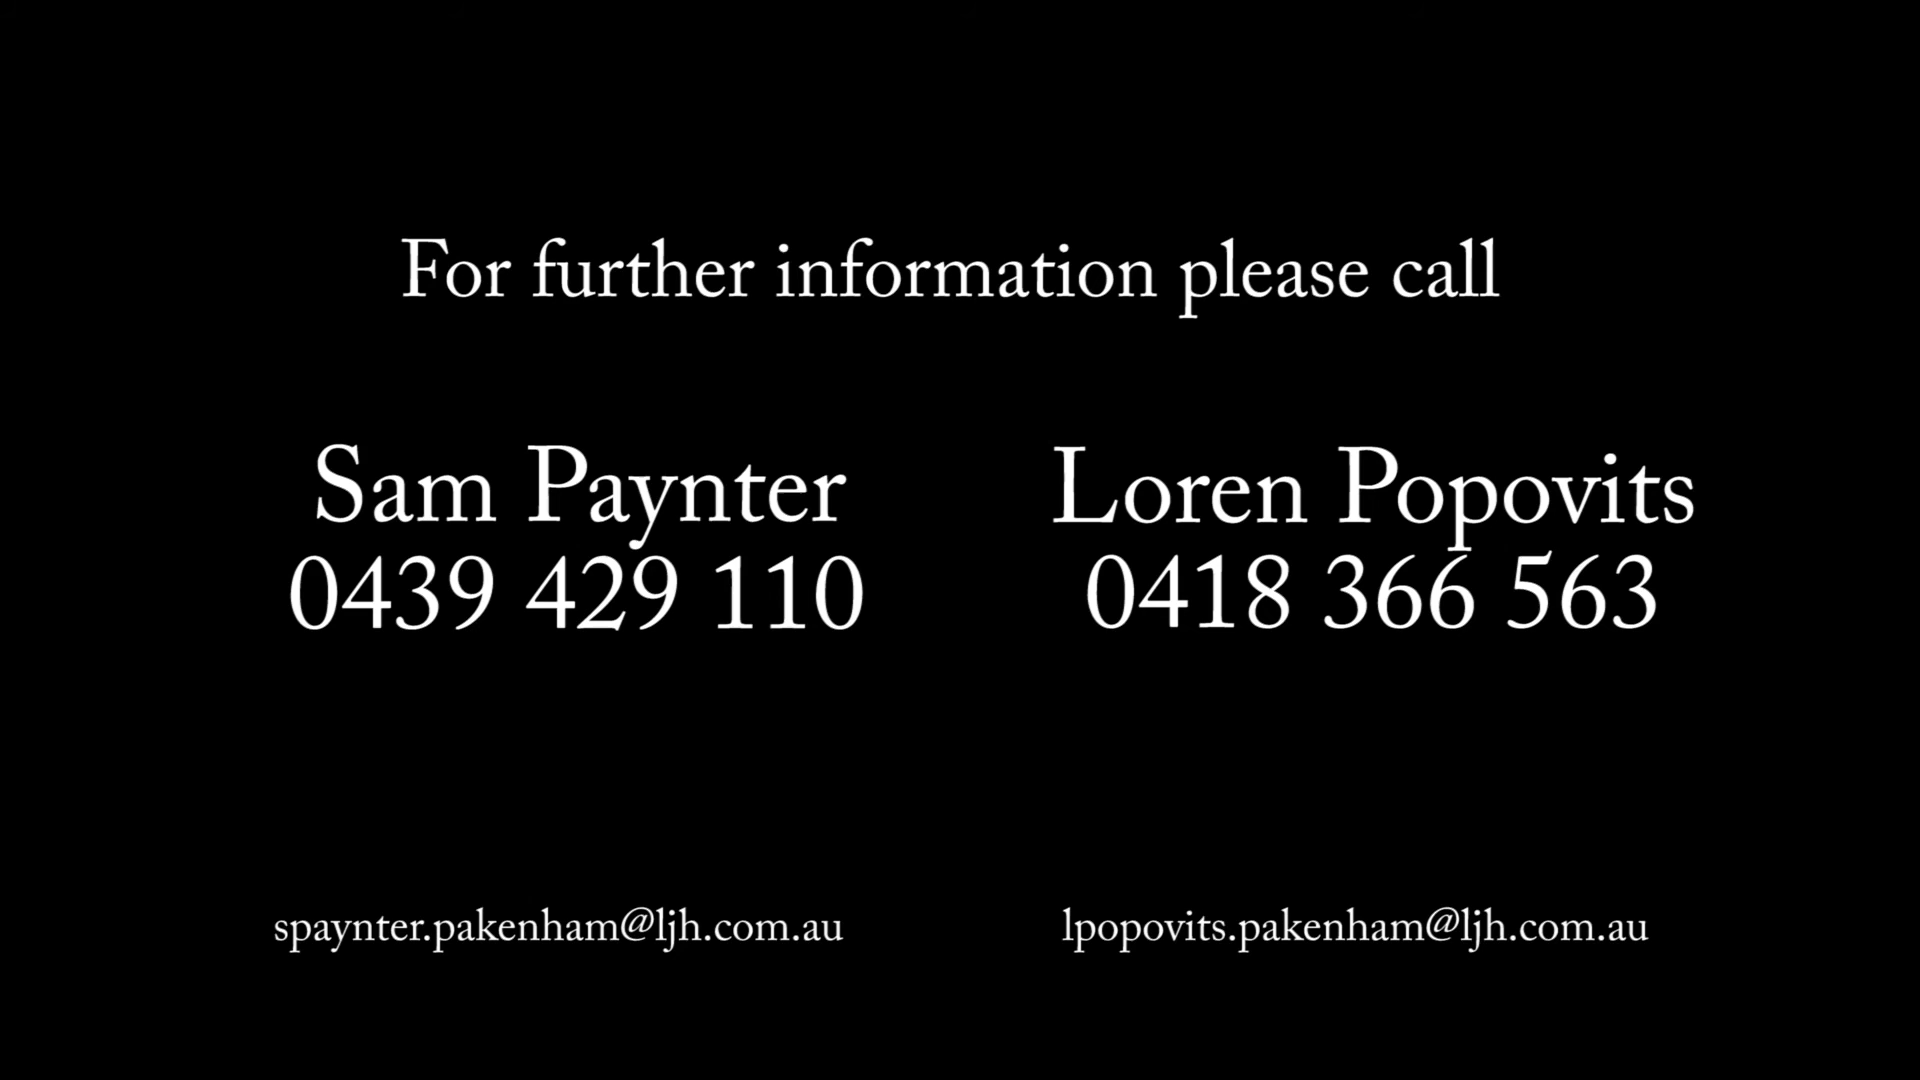 For further information please call
Sam Paynter
0439 429 110
Loren Popovits
0418 366 563
spaynter.pakenham@ljh.com.au
lpopovits.pakenham@ljh.com.au